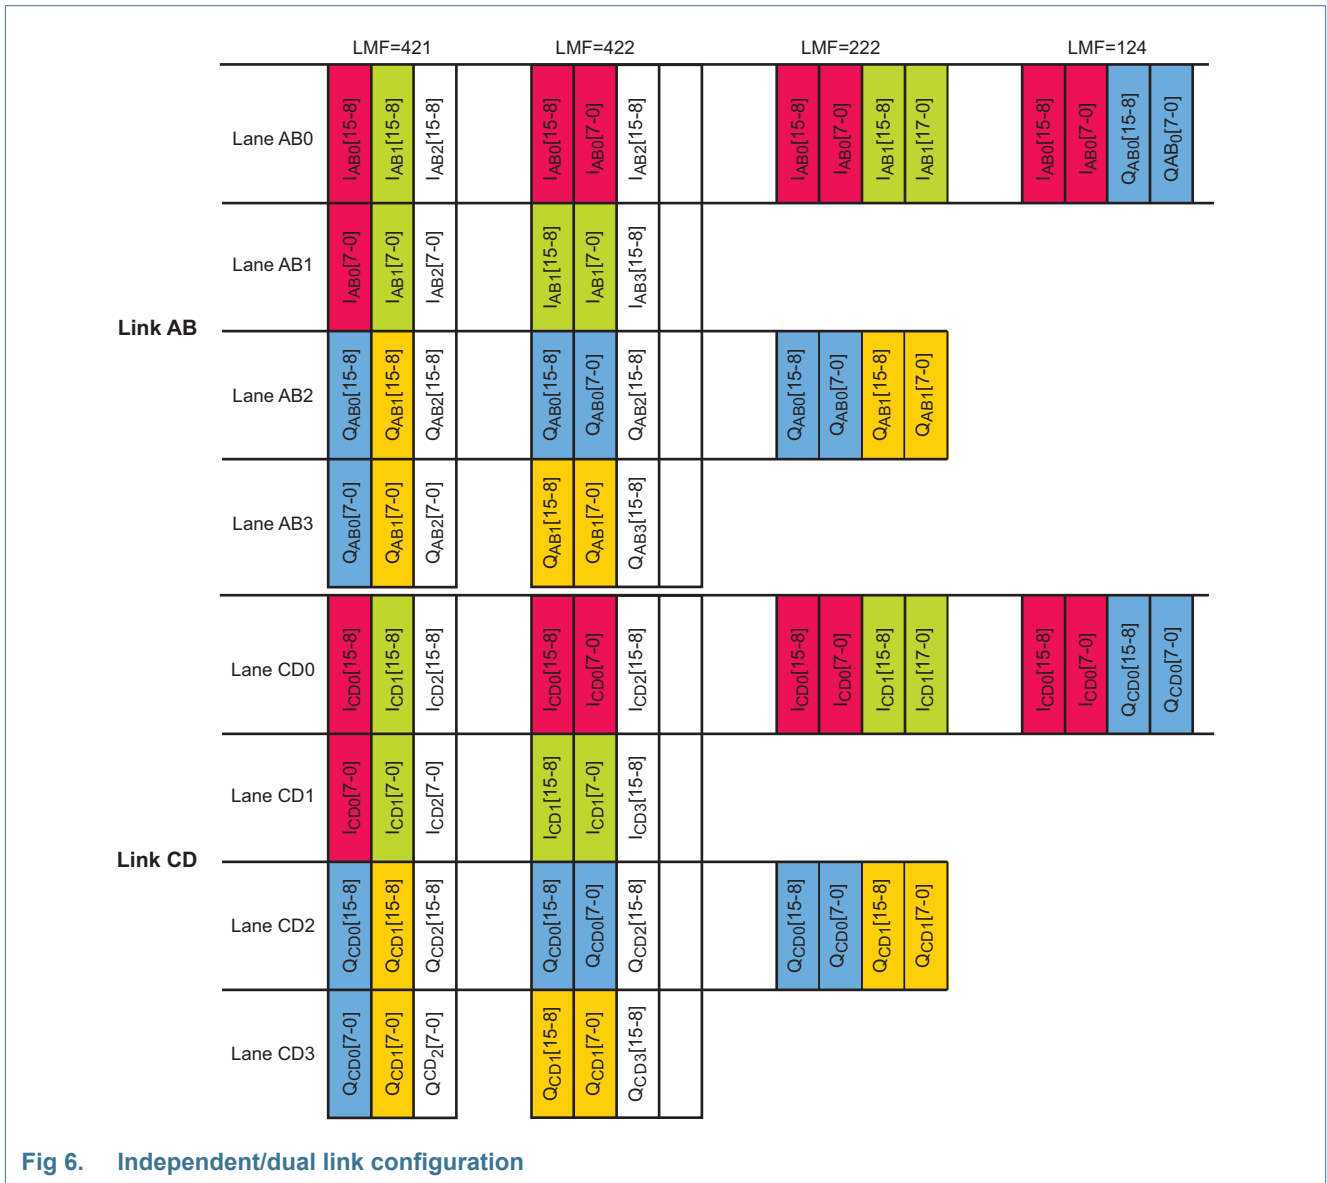 LMF=421 LMF=422 LMF=222 LMF=124
Lane AB0 IAB0[15-8] IAB1[15-8] IAB2[15-8] IAB0[15-8] IAB0[7-0] IAB2[15-8] IAB0[15-8] IAB0[7-0] IAB1[15-8] IAB1[17-0] IAB0[15-8] IAB0[7-0] QAB0[15-8] QAB0[7-0]
Lane AB1 IAB0[7-0] IAB1[7-0] IAB2[7-0] IAB1[15-8] IAB1[7-0] IAB3[15-8]
Link AB
Lane AB2 QAB0[15-8] QAB1[15-8] QAB2[15-8] QAB0[15-8] QAB0[7-0] QAB2[15-8] QAB0[15-8] QAB0[7-0] QAB1[15-8] QAB1[7-0]
Lane AB3 QAB0[7-0] QAB1[7-0] QAB2[7-0] QAB1[15-8] QAB1[7-0] QAB3[15-8]
Lane CD0 ICD0[15-8] ICD1[15-8] ICD2[15-8] ICD0[15-8] ICD0[7-0] ICD2[15-8] ICD0[15-8] ICD0[7-0] ICD1[15-8] ICD1[17-0] ICD0[15-8] ICD0[7-0] QCD0[15-8] QCD0[7-0]
Lane CD1 ICD0[7-0] ICD1[7-0] ICD2[7-0] ICD1[15-8] ICD1[7-0] ICD3[15-8]
Link CD
Lane CD2 QCD0[15-8] QCD1[15-8] QCD2[15-8] QCD0[15-8] QCD0[7-0] QCD2[15-8] QCD0[15-8] QCD0[7-0] QCD1[15-8] QCD1[7-0]
Lane CD3 QCD0[7-0] QCD1[7-0] QCD2[7-0] QCD1[15-8] QCD1[7-0] QCD3[15-8]
Fig 6. Independent/dual link configuration